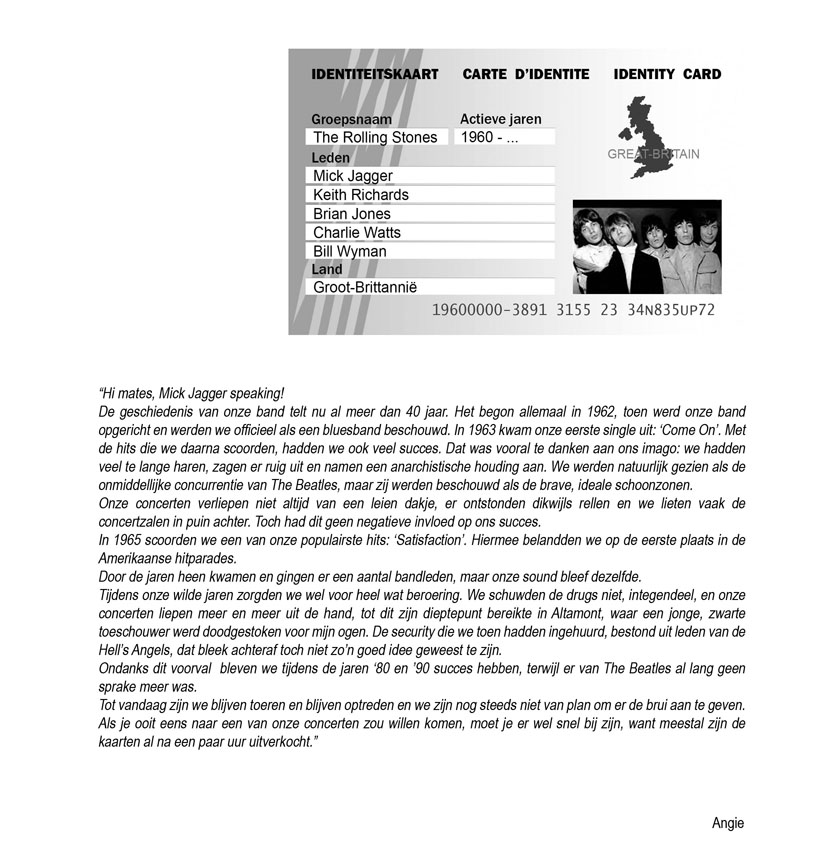 IDENTITEITSKAART CARTE D'IDENTITE IDENTITY CARD
Groepsnaam Actieve jaren
The Rolling Stones 1960 - ...
GREAT-BRITAIN
Leden
Mick Jagger
Keith Richards
Brian Jones
Charlie Watts
Bill Wyman
Land
Groot-Brittannië
19600000-3891 3155 23 34N835UP72
“Hi mates, Mick Jagger speaking!
De geschiedenis van onze band telt nu al meer dan 40 jaar. Het begon allemaal in 1962, toen werd onze band
opgericht en werden we officieel als een bluesband beschouwd. In 1963 kwam onze eerste single uit: ‘Come On’. Met
de hits die we daarna scoorden, hadden we ook veel succes. Dat was vooral te danken aan ons imago: we hadden
veel te lange haren, zagen er ruig uit en namen een anarchistische houding aan. We werden natuurlijk gezien als de
onmiddellijke concurrentie van The Beatles, maar zij werden beschouwd als de brave, ideale schoonzonen.
Onze concerten verliepen niet altijd van een leien dakje, er ontstonden dikwijls rellen en we lieten vaak de
concertzalen in puin achter. Toch had dit geen negatieve invloed op ons succes.
In 1965 scoorden we een van onze populairste hits: ‘Satisfaction’. Hiermee belandden we op de eerste plaats in de
Amerikaanse hitparades.
Door de jaren heen kwamen en gingen er een aantal bandleden, maar onze sound bleef dezelfde.
Tijdens onze wilde jaren zorgden we wel voor heel wat beroering. We schuwden de drugs niet, integendeel, en onze
concerten liepen meer en meer uit de hand, tot dit zijn dieptepunt bereikte in Altamont, waar een jonge, zwarte
toeschouwer werd doodgestoken voor mijn ogen. De security die we toen hadden ingehuurd, bestond uit leden van de
Hell’s Angels, dat bleek achteraf toch niet zo’n goed idee geweest te zijn.
Ondanks dit voorval bleven we tijdens de jaren ‘80 en ’90 succes hebben, terwijl er van The Beatles al lang geen
sprake meer was.
Tot vandaag zijn we blijven toeren en blijven optreden en we zijn nog steeds niet van plan om er de brui aan te geven.
Als je ooit eens naar een van onze concerten zou willen komen, moet je er wel snel bij zijn, want meestal zijn de
kaarten al na een paar uur uitverkocht.”
Angie